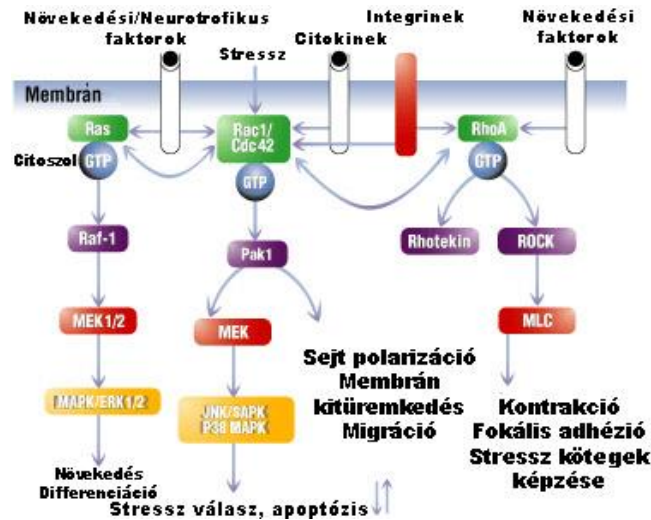 Növekedési/Neurotrofikus
faktorok
Stressz
Citokinek
Integrinek
Növekedési
faktorok
Membrán
Ras
Rac1/
Cdc42
RhoA
Citoszol
GTP
GTP
GTP
Raf-1
Pak1
Rhotekin
ROCK
MEK1/2
MEK
MLC
MAPK/ERK1/2
JNK/SAPK
P38 MAPK
Sejt polarizáció
Membrán
kitüremkedés
Migráció
Kontrakció
Fokális adhézió
Stressz kötegek
képzése
Növekedés
Differenciáció
Stressz válasz, apoptózis